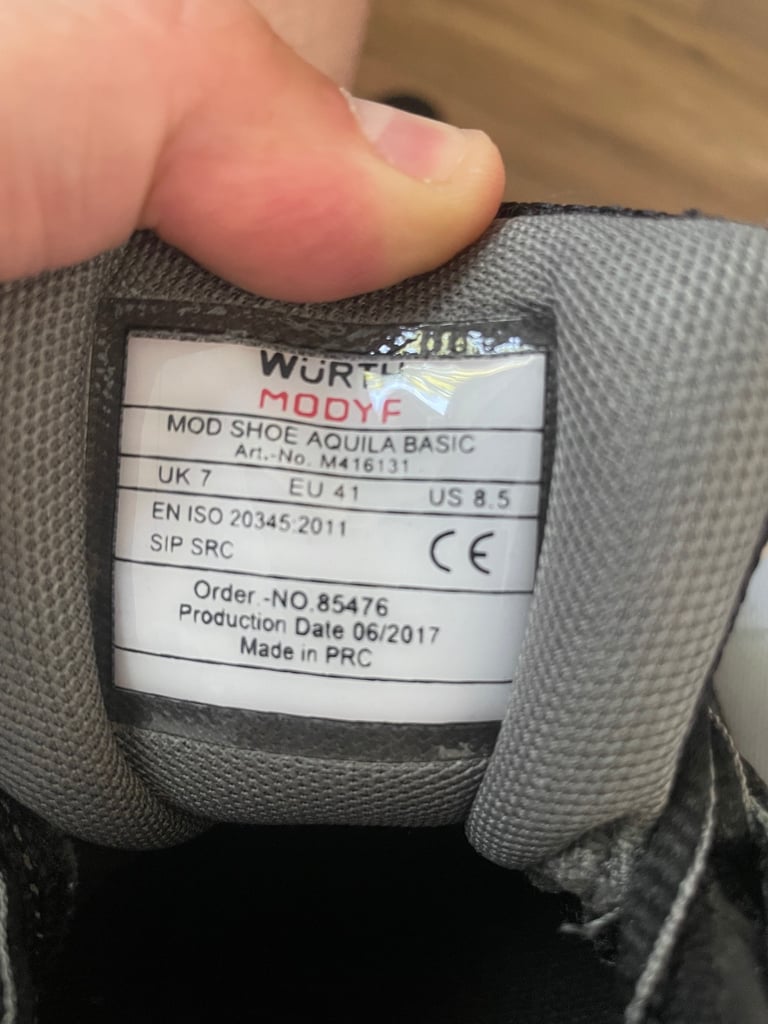 WÜRTH
MODYF
MOD SHOE AQUILA BASIC
Art.-No. M416131
UK 7 EU 41 US 8.5
EN ISO 20345:2011
SIP SRC CE
Order.-NO.85476
Production Date 06/2017
Made in PRC